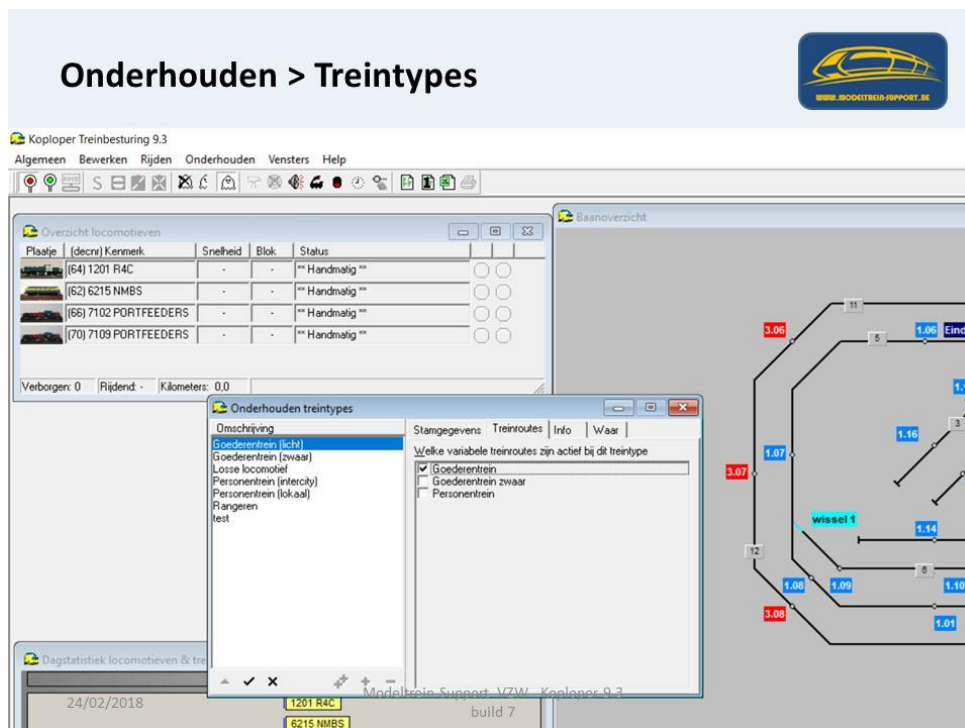 Onderhouden > Treintypes
WWW.MODELTREIN-SUPPORT.BE
Koploper Treinbesturing 9.3
Algemeen Bewerken Rijden Onderhouden Vensters Help
Overzicht locomotieven
Plaatje (decnr) Kenmerk Snelheid Blok Status
(64) 1201 R4C - - ** Handmatig **
(62) 6215 NMBS - - ** Handmatig **
(66) 7102 PORTFEEDERS - - ** Handmatig **
(70) 7109 PORTFEEDERS - - ** Handmatig **
Verborgen: 0 Rijdend: - Kilometers: 0,0
Onderhouden treintypes
Omschrijving
Goederentrein (licht)
Goederentrein (zwaar)
Losse locomotief
Personentrein (intercity)
Personentrein (lokaal)
Rangeren
test
Stamgegevens Treinroutes Info Waar
Welke variabele treinroutes zijn actief bij dit treintype
Goederentrein
Goederentrein zwaar
Personentrein
Baanoverzicht
11
3.06
5
1.06
Eind
3
1.16
1.07
3.07
wissel 1
1.14
12
6
1.08
1.09
1.10
3.08
1.01
Dagstatistiek locomotieven & tre
24/02/2018
1201 R4C
6215 NMBS
Modeltrein-Support VZW - Koploper 9.3
build 7